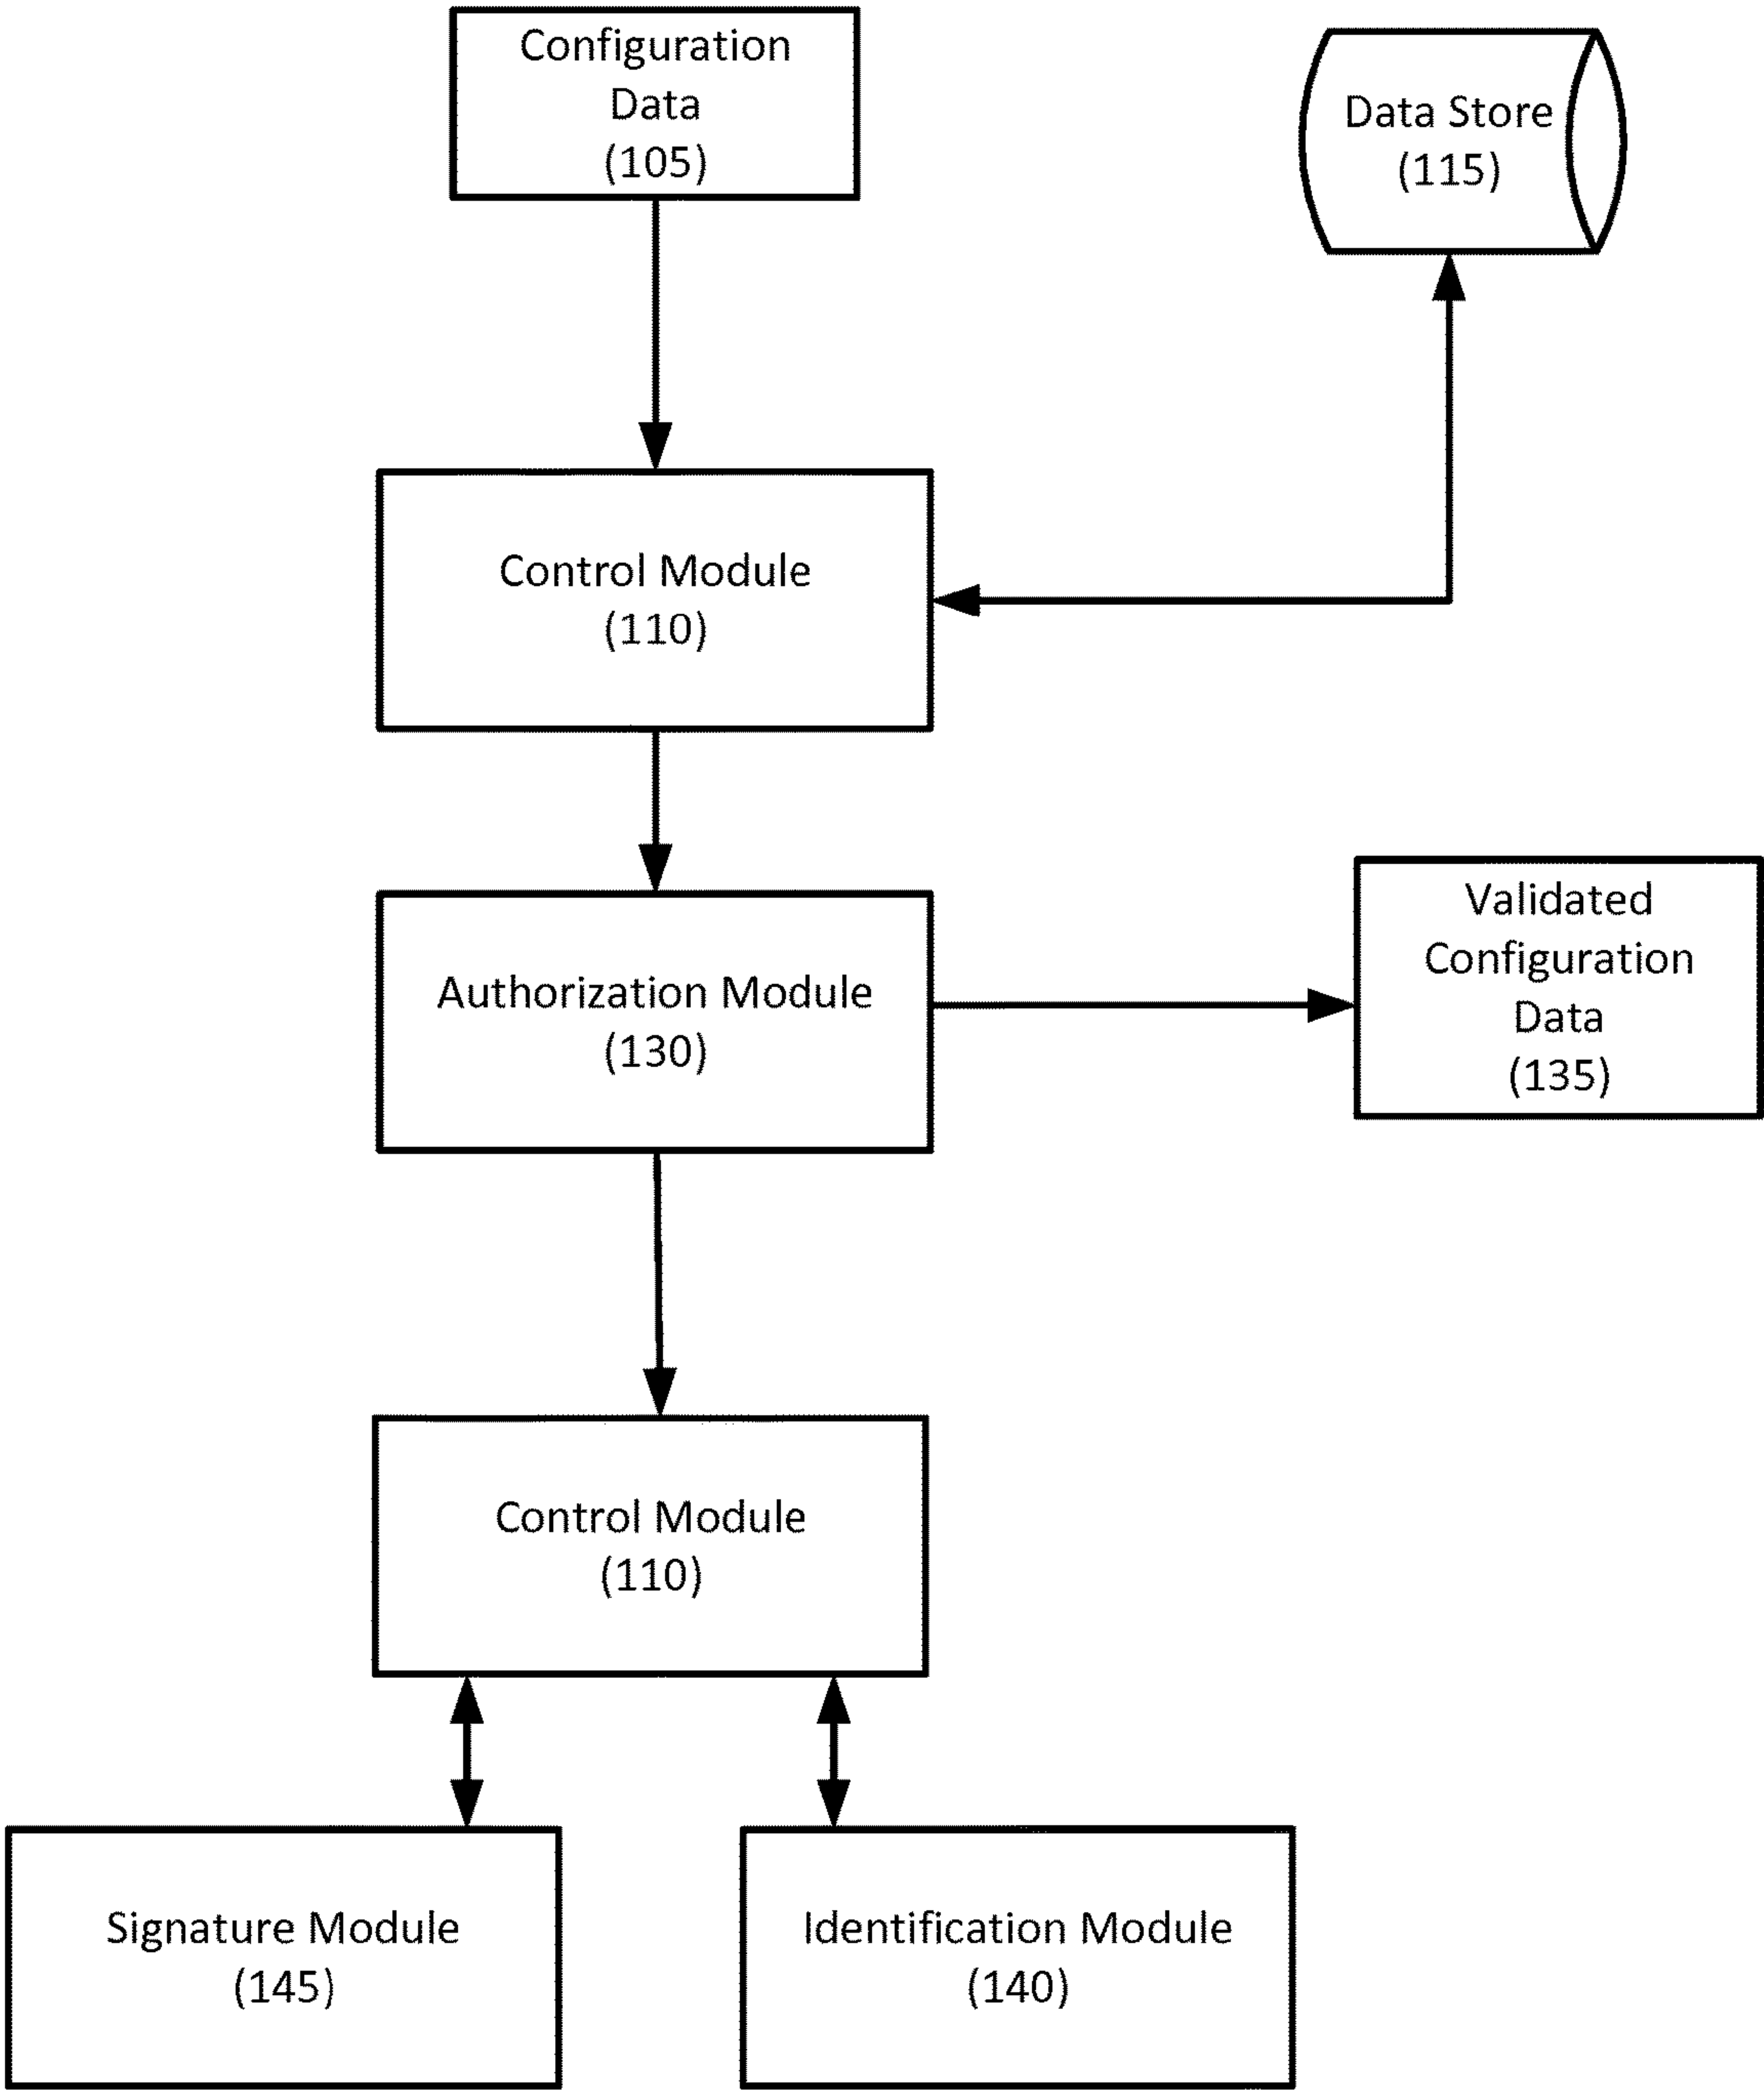 Configuration
Data
(105)
Data Store
(115)
Control Module
(110)
Authorization Module
(130)
Validated
Configuration
Data
(135)
Control Module
(110)
Signature Module
(145)
Identification Module
(140)